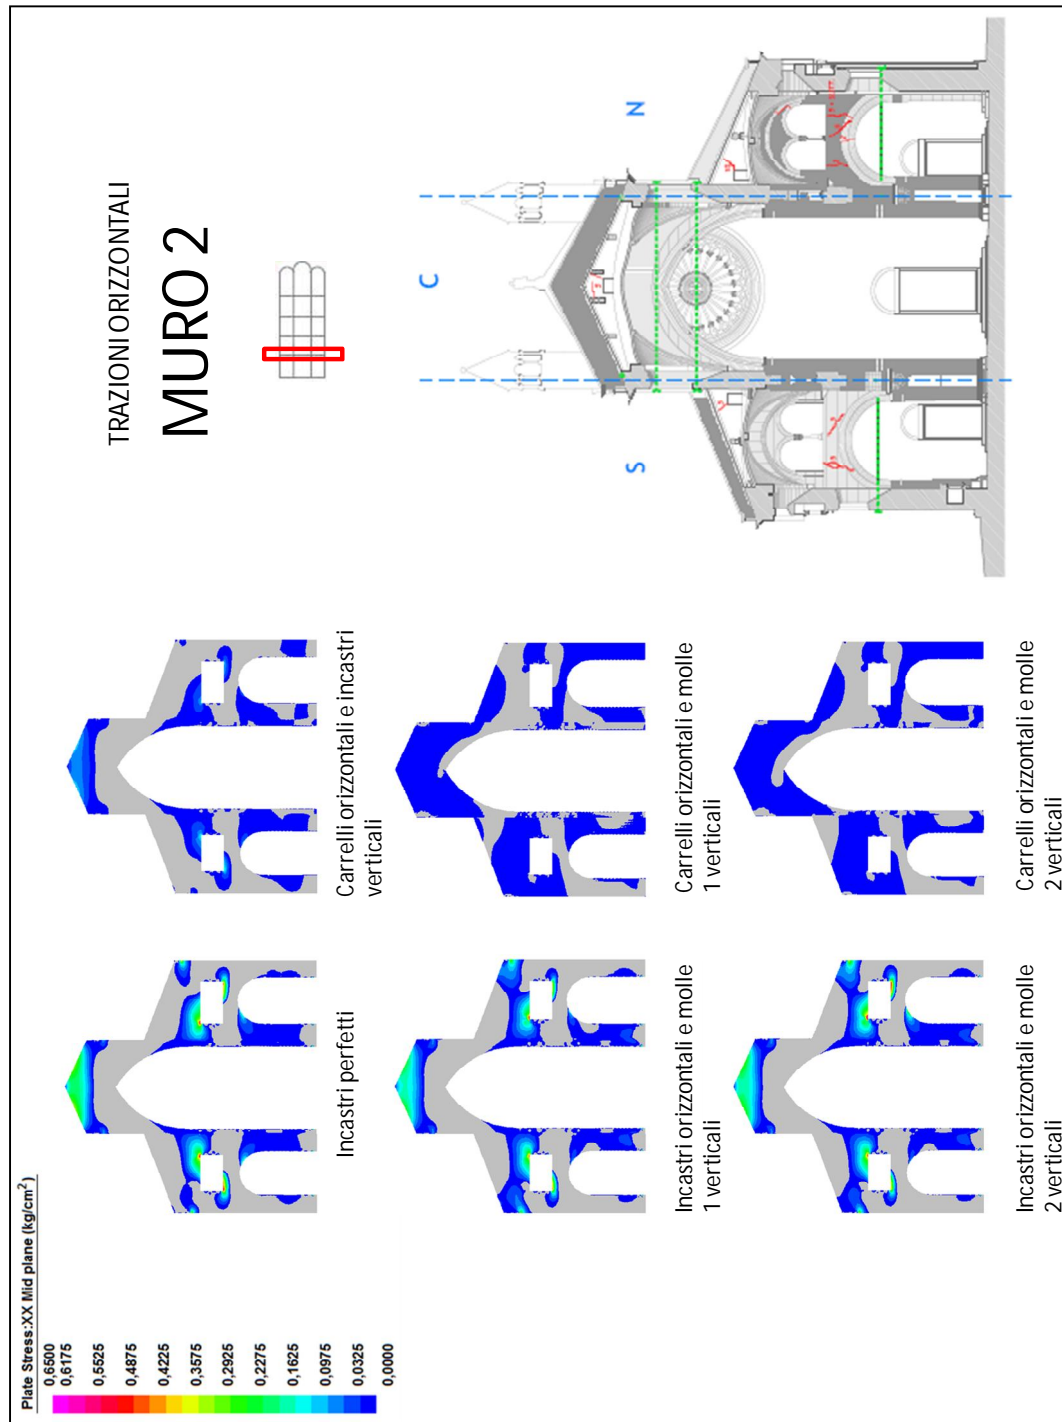 TRAZIONI ORIZZONTALI
MURO 2
S
C
N
Plate Stress:XX Mid plane (kg/cm²)
0,6500
0,6175
0,5525
0,4875
0,4225
0,3575
0,2925
0,2275
0,1625
0,0975
0,0325
0,0000
Incastri perfetti
Carrelli orizzontali e incastri
verticali
Incastri orizzontali e molle
1 verticali
Carrelli orizzontali e molle
1 verticali
Incastri orizzontali e molle
2 verticali
Carrelli orizzontali e molle
2 verticali